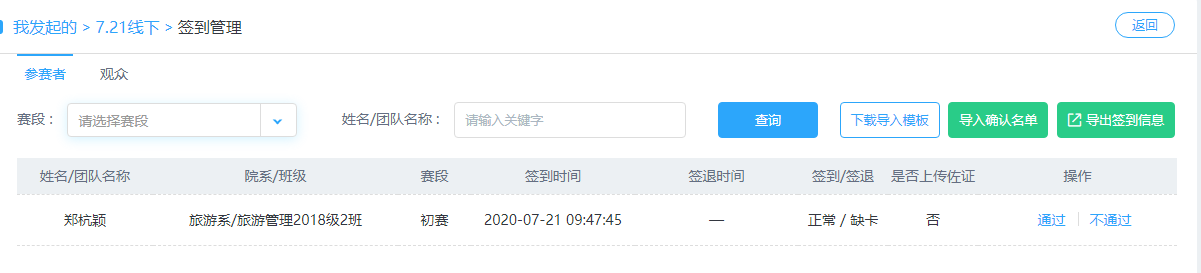 我发起的 > 7.21线下 > 签到管理 返回
参赛者 观众
赛段： 请选择赛段 姓名/团队名称： 请输入关键字 查询 下载导入模板 导入确认名单 导出签到信息
姓名/团队名称 院系/班级 赛段 签到时间 签退时间 签到/签退 是否上传佐证 操作
郑杭颖 旅游系/旅游管理2018级2班 初赛 2020-07-21 09:47:45 — 正常 / 缺卡 否 通过 不通过